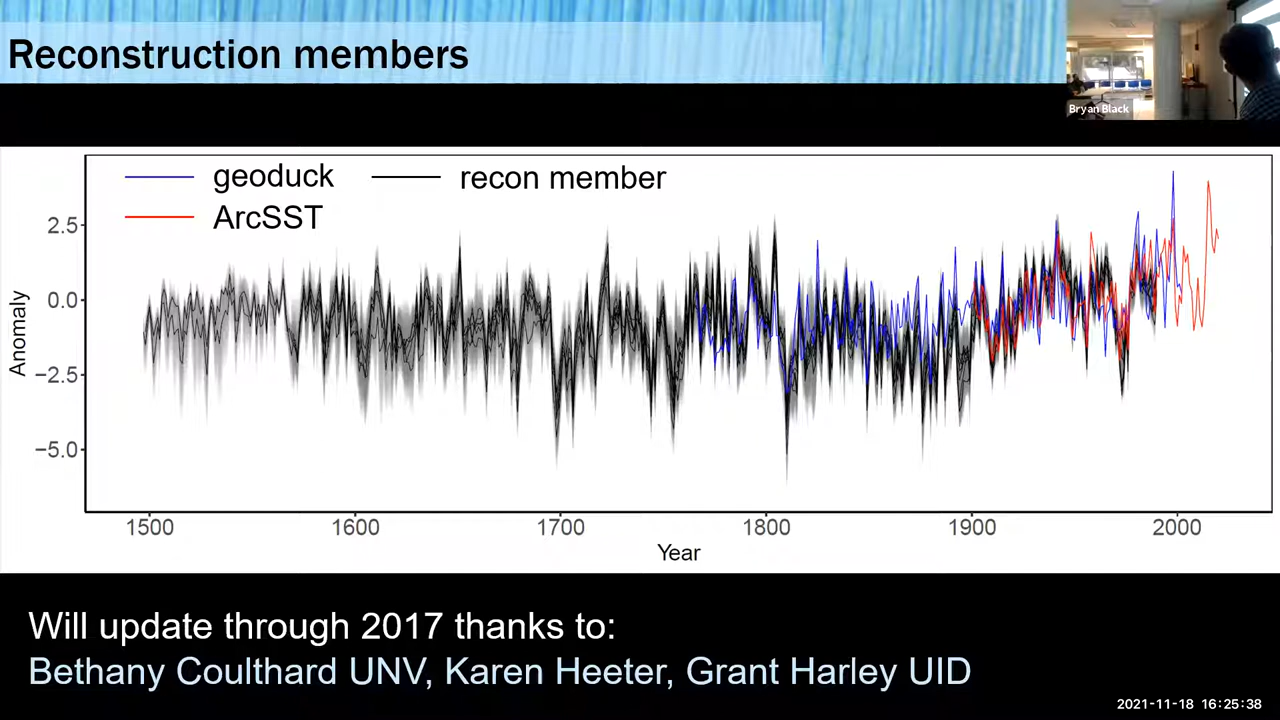 Reconstruction members
Bryan Black
geoduck
recon member
ArcSST
2.5
0.0
−2.5
−5.0
Anomaly
1500 1600 1700 1800 1900 2000
Year
Will update through 2017 thanks to:
Bethany Coulthard UNV, Karen Heeter, Grant Harley UID
2021-11-18 16:25:38